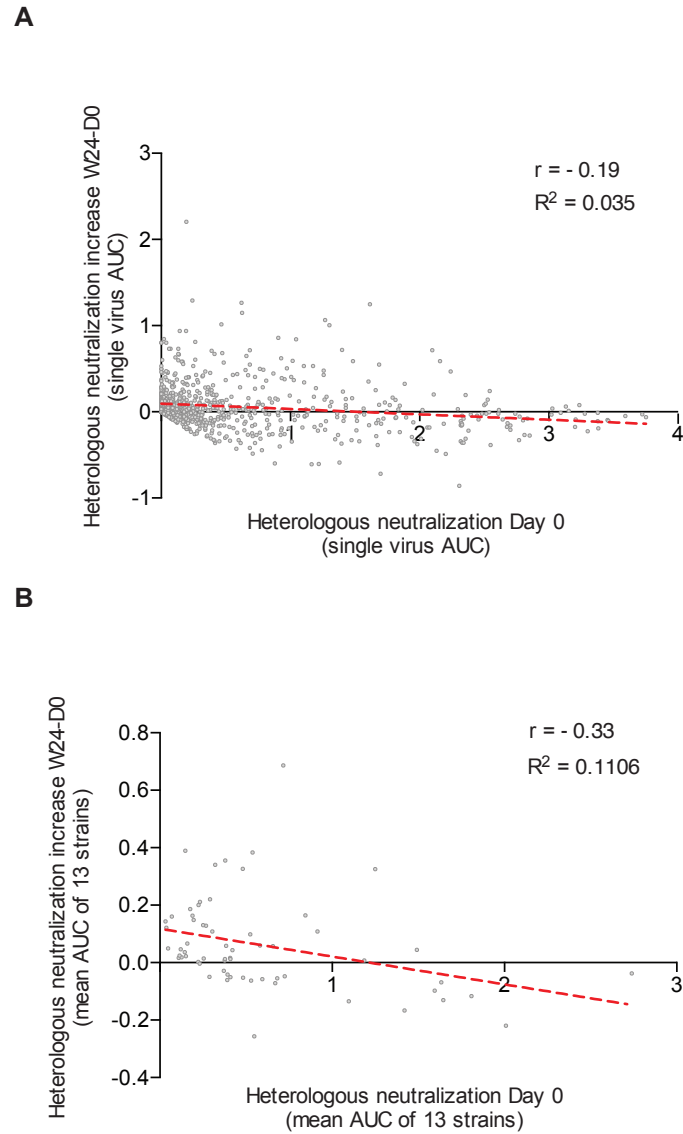 A
Heterologous neutralization increase W24-D0
(single virus AUC)
3
2
1
0
-1
1
2
3
4
r = - 0.19
R² = 0.035
Heterologous neutralization Day 0
(single virus AUC)
B
Heterologous neutralization increase W24-D0
(mean AUC of 13 strains)
0.8
0.6
0.4
0.2
0.0
-0.2
-0.4
1
2
3
r = - 0.33
R² = 0.1106
Heterologous neutralization Day 0
(mean AUC of 13 strains)